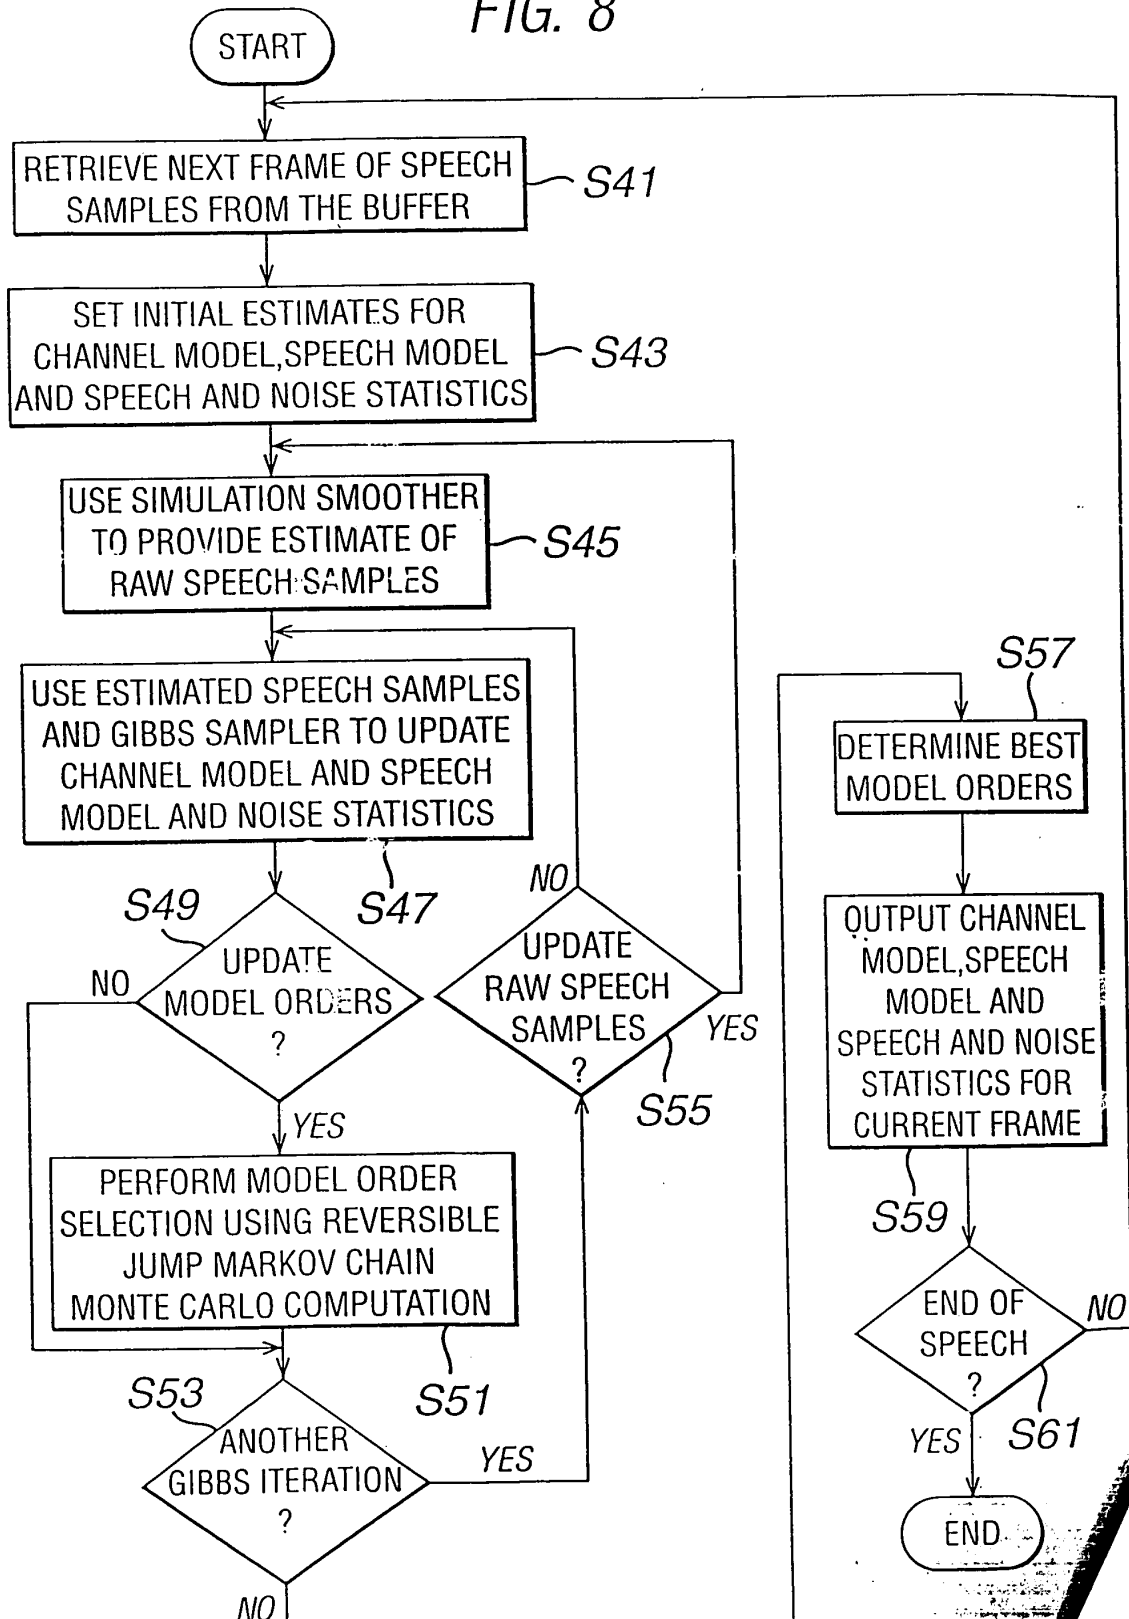 FIG. 8
START
RETRIEVE NEXT FRAME OF SPEECH
SAMPLES FROM THE BUFFER
S41
SET INITIAL ESTIMATES FOR
CHANNEL MODEL,SPEECH MODEL
AND SPEECH AND NOISE STATISTICS
S43
USE SIMULATION SMOOTHER
TO PROVIDE ESTIMATE OF
RAW SPEECH SAMPLES
S45
USE ESTIMATED SPEECH SAMPLES
AND GIBBS SAMPLER TO UPDATE
CHANNEL MODEL AND SPEECH
MODEL AND NOISE STATISTICS
S47
S49
UPDATE
MODEL ORDERS
?
NO
YES
PERFORM MODEL ORDER
SELECTION USING REVERSIBLE
JUMP MARKOV CHAIN
MONTE CARLO COMPUTATION
S51
S53
ANOTHER
GIBBS ITERATION
?
YES
NO
NO
UPDATE
RAW SPEECH
SAMPLES
?
YES
S55
S57
DETERMINE BEST
MODEL ORDERS
OUTPUT CHANNEL
MODEL,SPEECH
MODEL AND
SPEECH AND NOISE
STATISTICS FOR
CURRENT FRAME
S59
END OF
SPEECH
?
NO
S61
YES
END